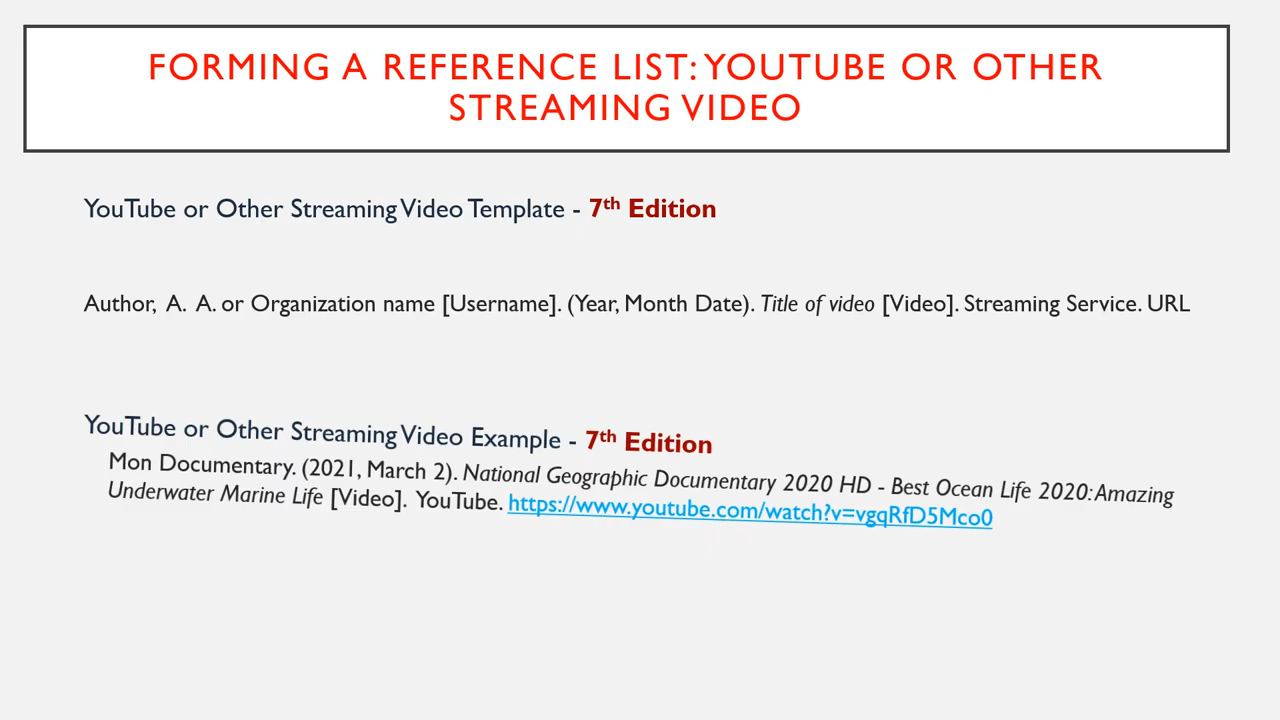 FORMING A REFERENCE LIST: YOUTUBE OR OTHER
STREAMING VIDEO
YouTube or Other Streaming Video Template - 7th Edition
Author, A. A. or Organization name [Username]. (Year, Month Date). Title of video [Video]. Streaming Service. URL
YouTube or Other Streaming Video Example - 7th Edition
Mon Documentary. (2021, March 2). National Geographic Documentary 2020 HD - Best Ocean Life 2020: Amazing
Underwater Marine Life [Video]. YouTube. https://www.youtube.com/watch?v=vgqRfD5Mco0